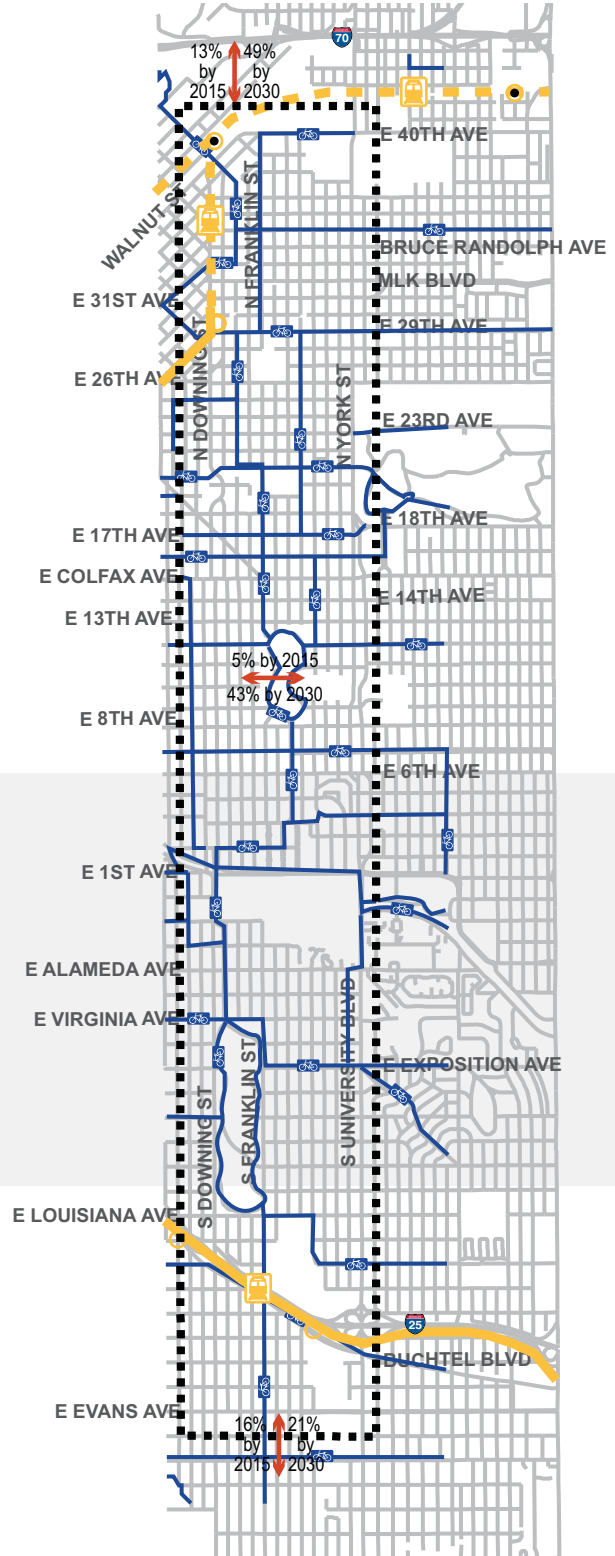 70
13% 49%
by by
2015 2030
E 40TH AVE
WALNUT ST
N FRANKLIN ST
BRUCE RANDOLPH AVE
MLK BLVD
E 31ST AVE
E 29TH AVE
N DOWNING ST
E 26TH AVE
N YORK ST
E 23RD AVE
E 18TH AVE
E 17TH AVE
E COLFAX AVE
E 14TH AVE
E 13TH AVE
5% by 2015
43% by 2030
E 8TH AVE
E 6TH AVE
E 1ST AVE
E ALAMEDA AVE
S UNIVERSITY BLVD
E VIRGINIA AVE
S FRANKLIN ST
E EXPOSITION AVE
S DOWNING ST
E LOUISIANA AVE
25
BUCHTEL BLVD
E EVANS AVE
16% 21%
by by
2015 2030